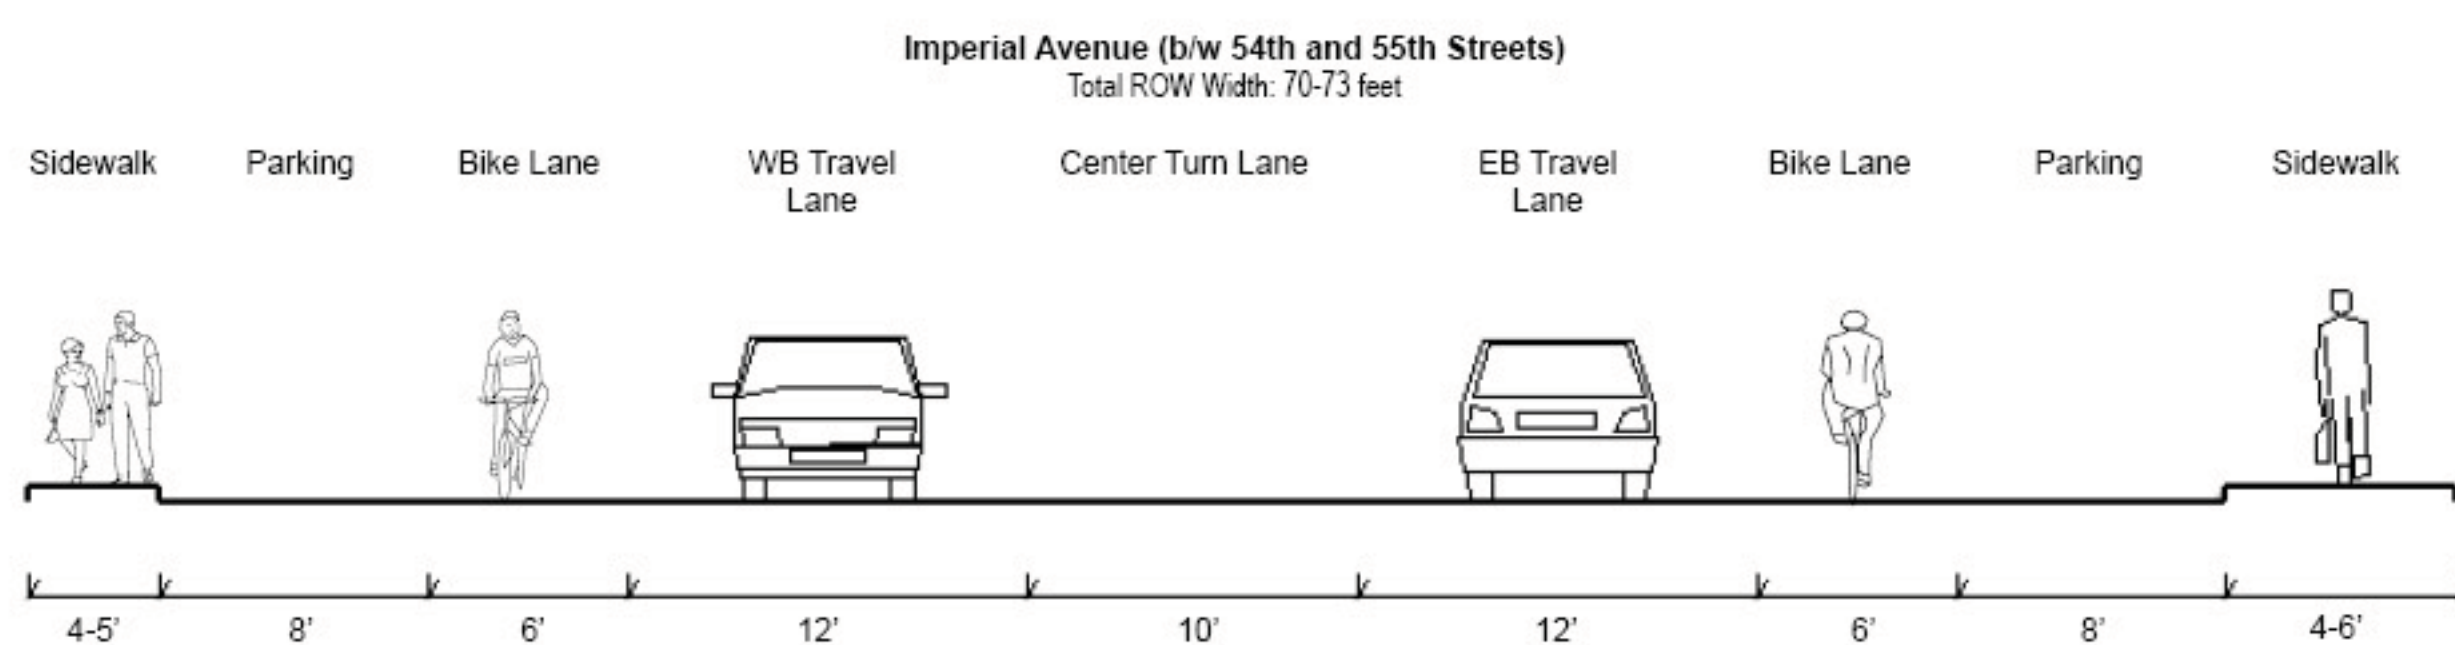 Imperial Avenue (b/w 54th and 55th Streets)
Total ROW Width: 70-73 feet
Sidewalk
Parking
Bike Lane
WB Travel
Lane
Center Turn Lane
EB Travel
Lane
Bike Lane
Parking
Sidewalk
4-5’
8’
6’
12’
10’
12’
6’
8’
4-6’